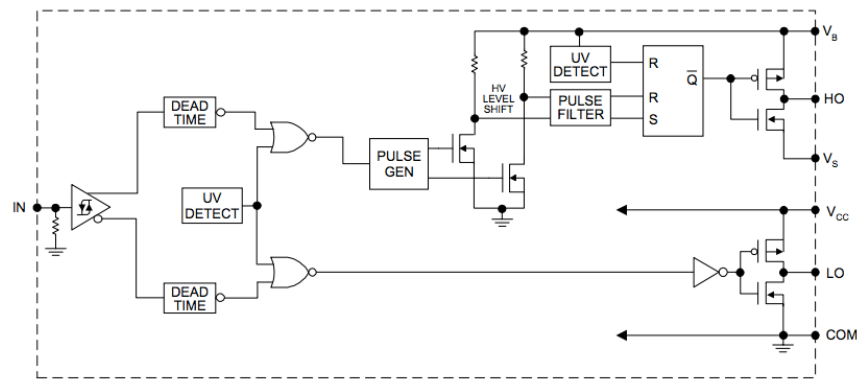 V_B
UV
DETECT
R
Q̅
HV
LEVEL
SHIFT
DEAD
TIME
PULSE
FILTER
R
S
HO
PULSE
GEN
V_S
UV
DETECT
IN
V_CC
DEAD
TIME
LO
COM